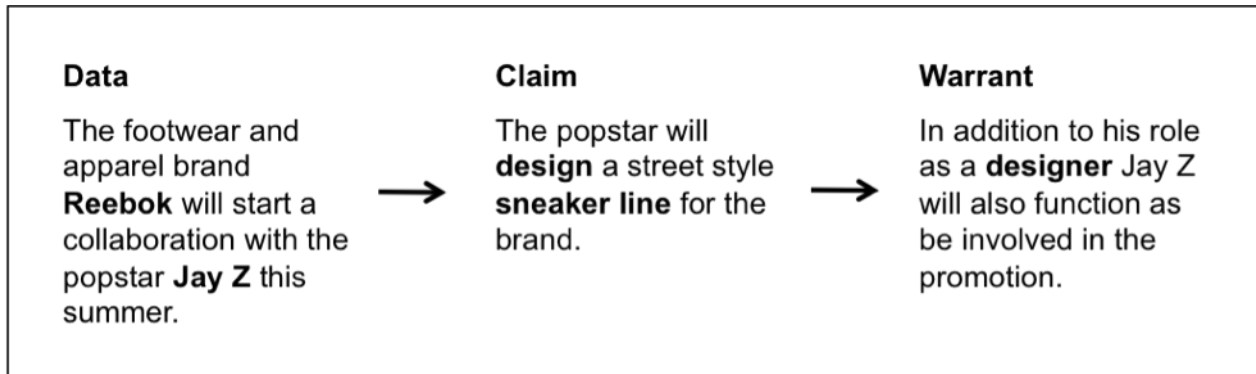 Data
The footwear and
apparel brand
Reebok will start a
collaboration with the
popstar Jay Z this
summer.
Claim
The popstar will
design a street style
sneaker line for the
brand.
Warrant
In addition to his role
as a designer Jay Z
will also function as
be involved in the
promotion.